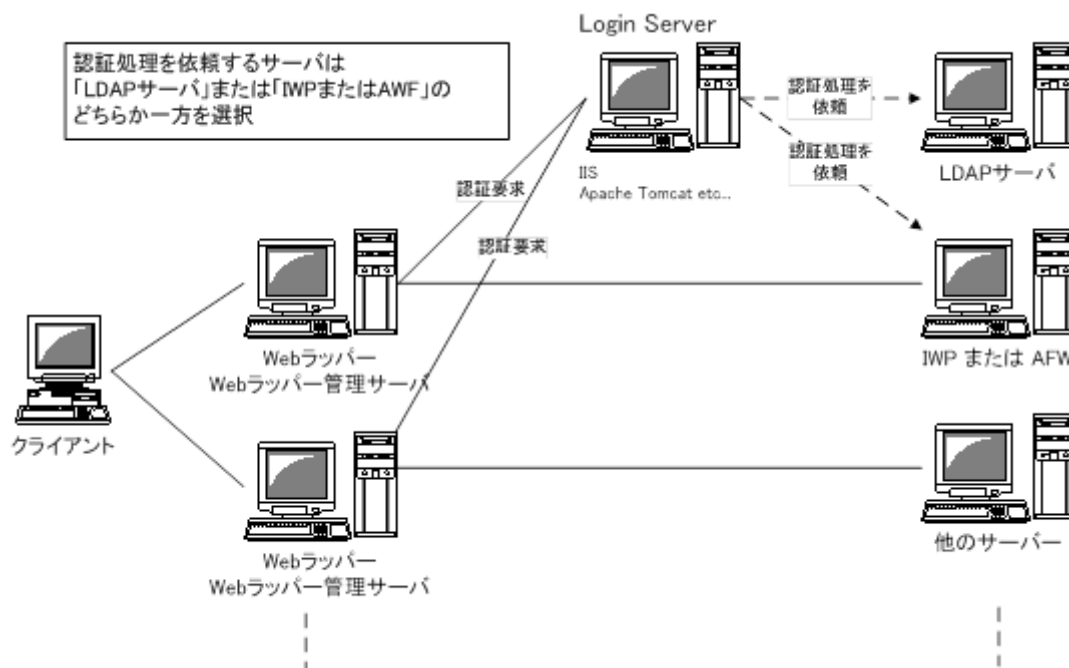 Login Server
認証処理を依頼するサーバは
「LDAPサーバ」または「IWPまたはAWF」の
どちらか一方を選択
認証処理を
依頼
認証処理を
依頼
IIS
Apache Tomcat etc...
LDAPサーバ
認証要求
認証要求
Webラッパー
Webラッパー管理サーバ
IWP または AFW
クライアント
Webラッパー
Webラッパー管理サーバ
他のサーバー